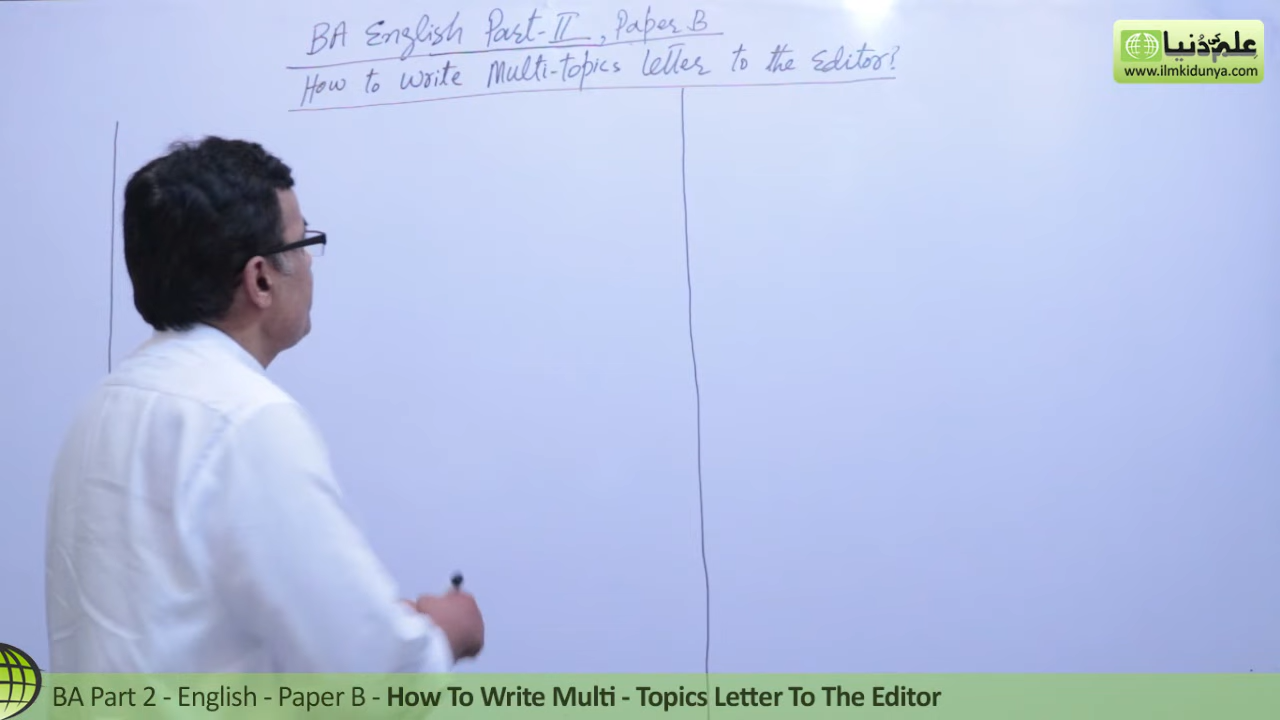 BA English Part-II, Paper B
How to write Multi-topics letter to the Editor?
علم کی دنیا
www.ilmkidunya.com
BA Part 2 - English - Paper B - How To Write Multi - Topics Letter To The Editor